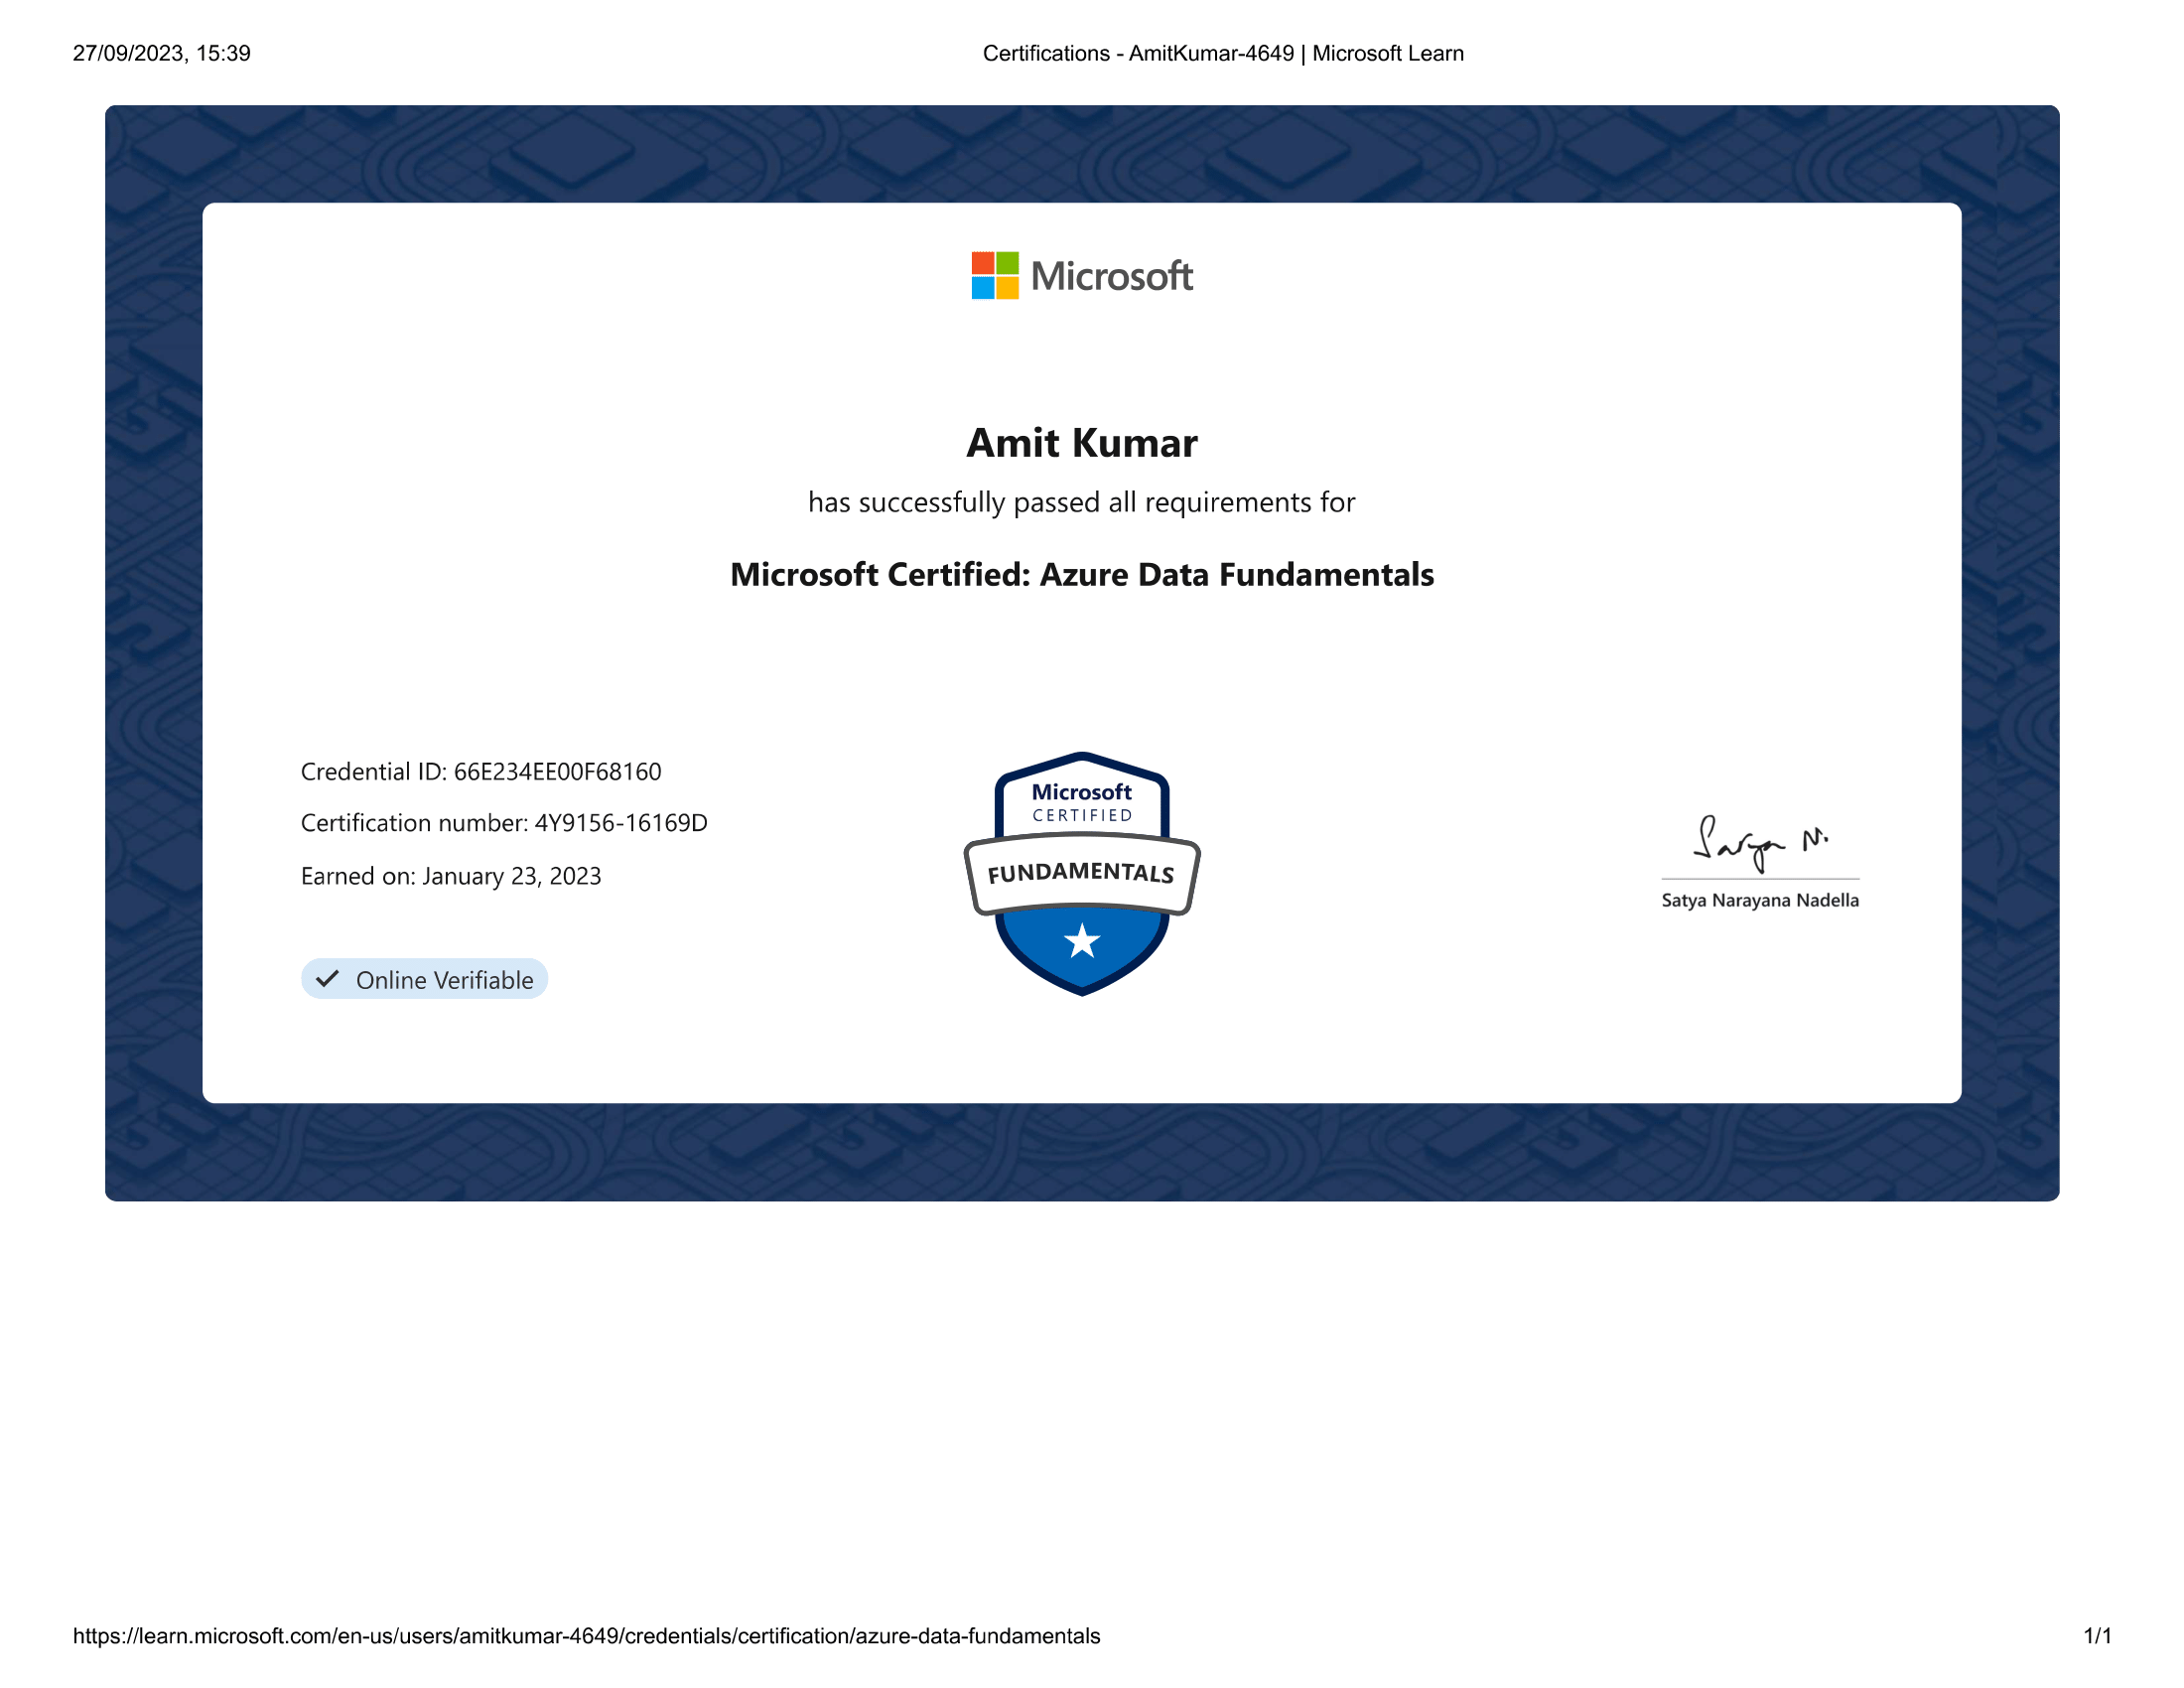 27/09/2023, 15:39
Certifications - AmitKumar-4649 | Microsoft Learn
Microsoft
Amit Kumar
has successfully passed all requirements for
Microsoft Certified: Azure Data Fundamentals
Credential ID: 66E234EE00F68160
Certification number: 4Y9156-16169D
Earned on: January 23, 2023
Online Verifiable
Microsoft
CERTIFIED
FUNDAMENTALS
Satya N.
Satya Narayana Nadella
https://learn.microsoft.com/en-us/users/amitkumar-4649/credentials/certification/azure-data-fundamentals
1/1